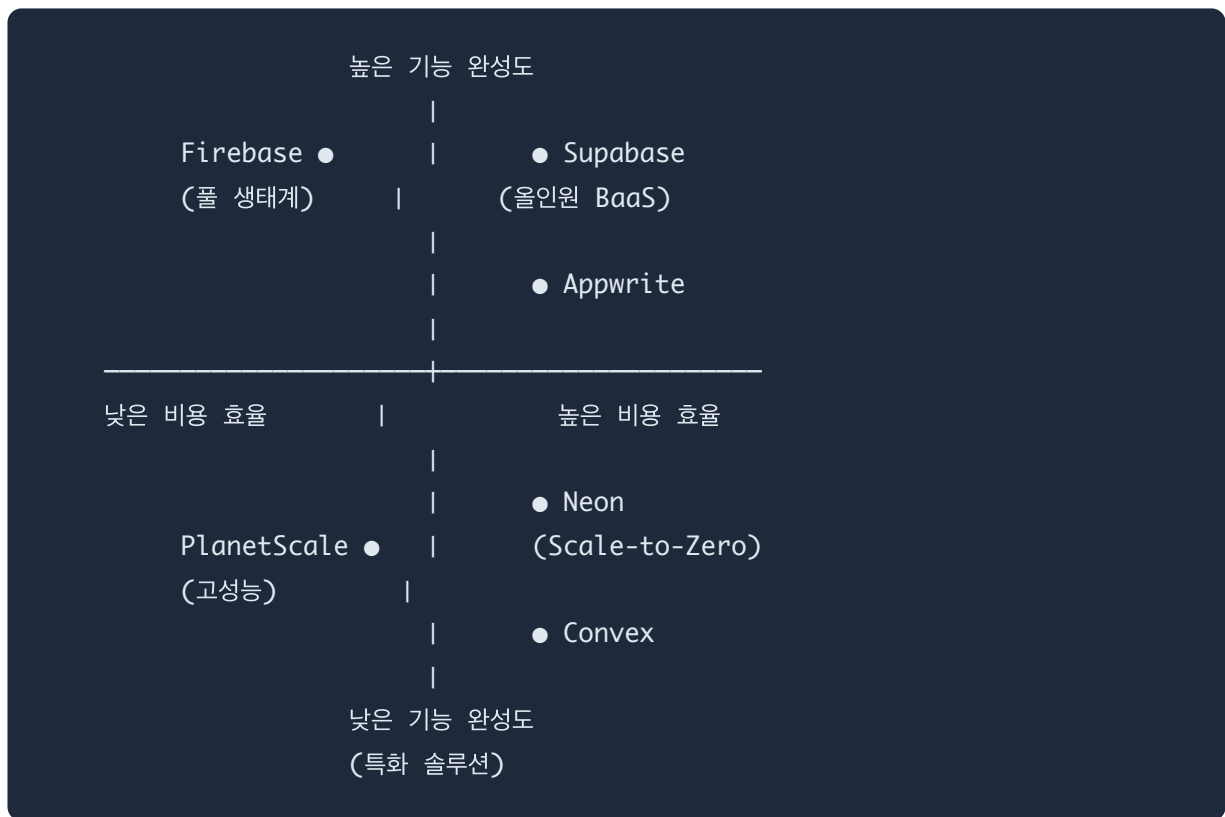 높은 기능 완성도
|
Firebase ● | ● Supabase
(풀 생태계) | (올인원 BaaS)
|
| ● Appwrite
|
─────────────────────┼─────────────────────
낮은 비용 효율 | 높은 비용 효율
|
| ● Neon
PlanetScale ● | (Scale-to-Zero)
(고성능) |
| ● Convex
|
낮은 기능 완성도
(특화 솔루션)